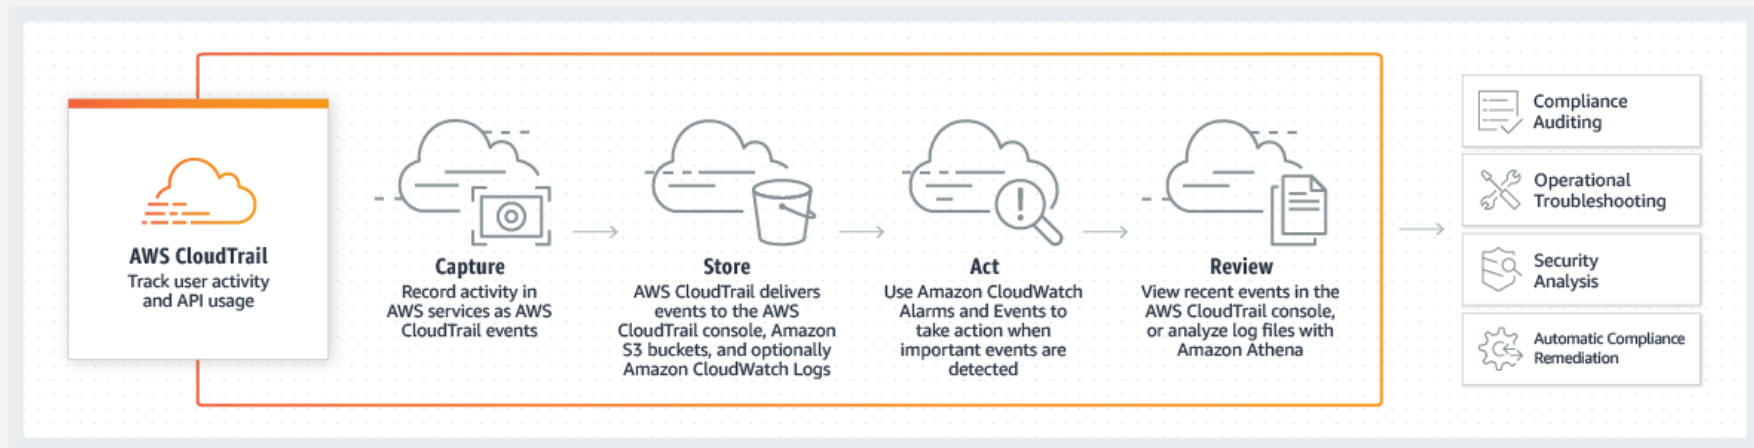 AWS CloudTrail
Track user activity
and API usage
Capture
Record activity in
AWS services as AWS
CloudTrail events
Store
AWS CloudTrail delivers
events to the AWS
CloudTrail console, Amazon
S3 buckets, and optionally
Amazon CloudWatch Logs
Act
Use Amazon CloudWatch
Alarms and Events to
take action when
important events are
detected
Review
View recent events in the
AWS CloudTrail console,
or analyze log files with
Amazon Athena
Compliance
Auditing
Operational
Troubleshooting
Security
Analysis
Automatic Compliance
Remediation